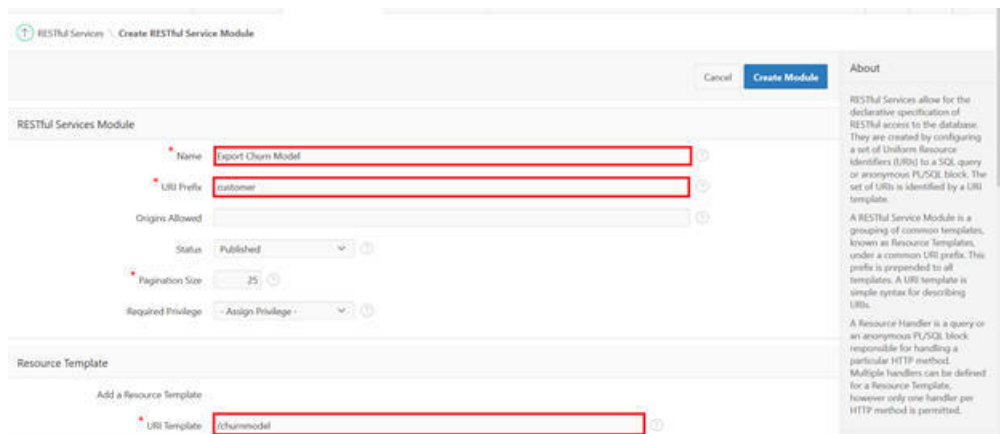 RESTful Services \ Create RESTful Service Module
Cancel
Create Module
RESTful Services Module
* Name Export Churn Model
* URI Prefix customer
Origins Allowed
Status Published
* Pagination Size 25
Required Privilege - Assign Privilege -
Resource Template
Add a Resource Template
* URI Template /churnmodel
About
RESTful Services allow for the
declarative specification of
RESTful access to the database.
They are created by configuring
a set of Uniform Resource
Identifiers (URIs) to a SQL query
or anonymous PL/SQL block. The
set of URIs is identified by a URI
template.
A RESTful Service Module is a
grouping of common templates,
known as Resource Templates,
under a common URI prefix. This
prefix is prepended to all
templates. A URI template is
simple syntax for describing
URIs.
A Resource Handler is a query or
an anonymous PL/SQL block
responsible for handling a
particular HTTP method.
Multiple handlers can be defined
for a Resource Template,
however only one handler per
HTTP method is permitted.